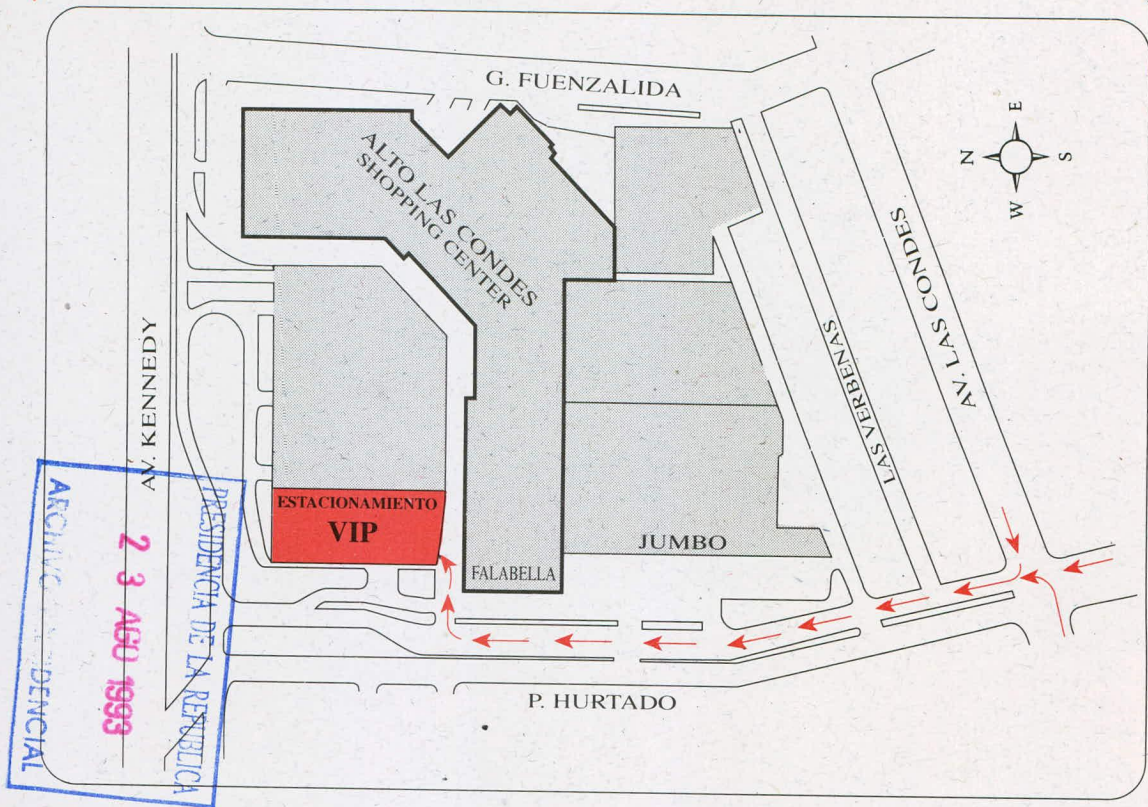 G. FUENZALIDA
ALTO LAS CONDES
SHOPPING CENTER
N
E
S
W
AV. LAS CONDES
LAS VERBENAS
AV. KENNEDY
ESTACIONAMIENTO
VIP
FALABELLA
JUMBO
P. HURTADO
PRESIDENCIA DE LA REPUBLICA
23 AGO 1993
ARCHIVO